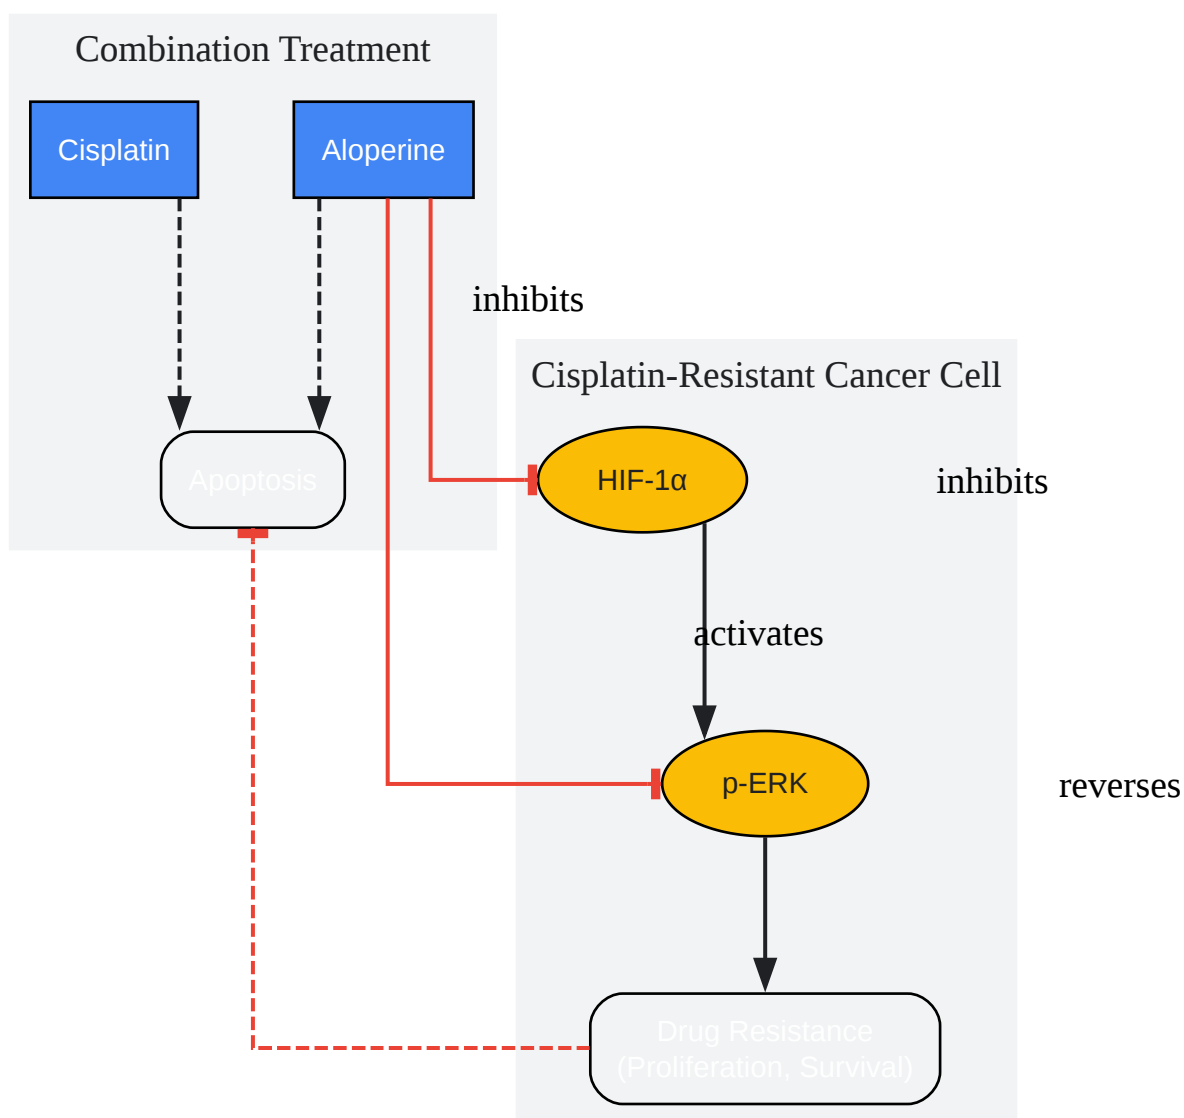 Combination Treatment
Cisplatin
Aloperine
inhibits
Cisplatin-Resistant Cancer Cell
Apoptosis
HIF-1α
inhibits
activates
p-ERK
reverses
Drug Resistance
(Proliferation, Survival)